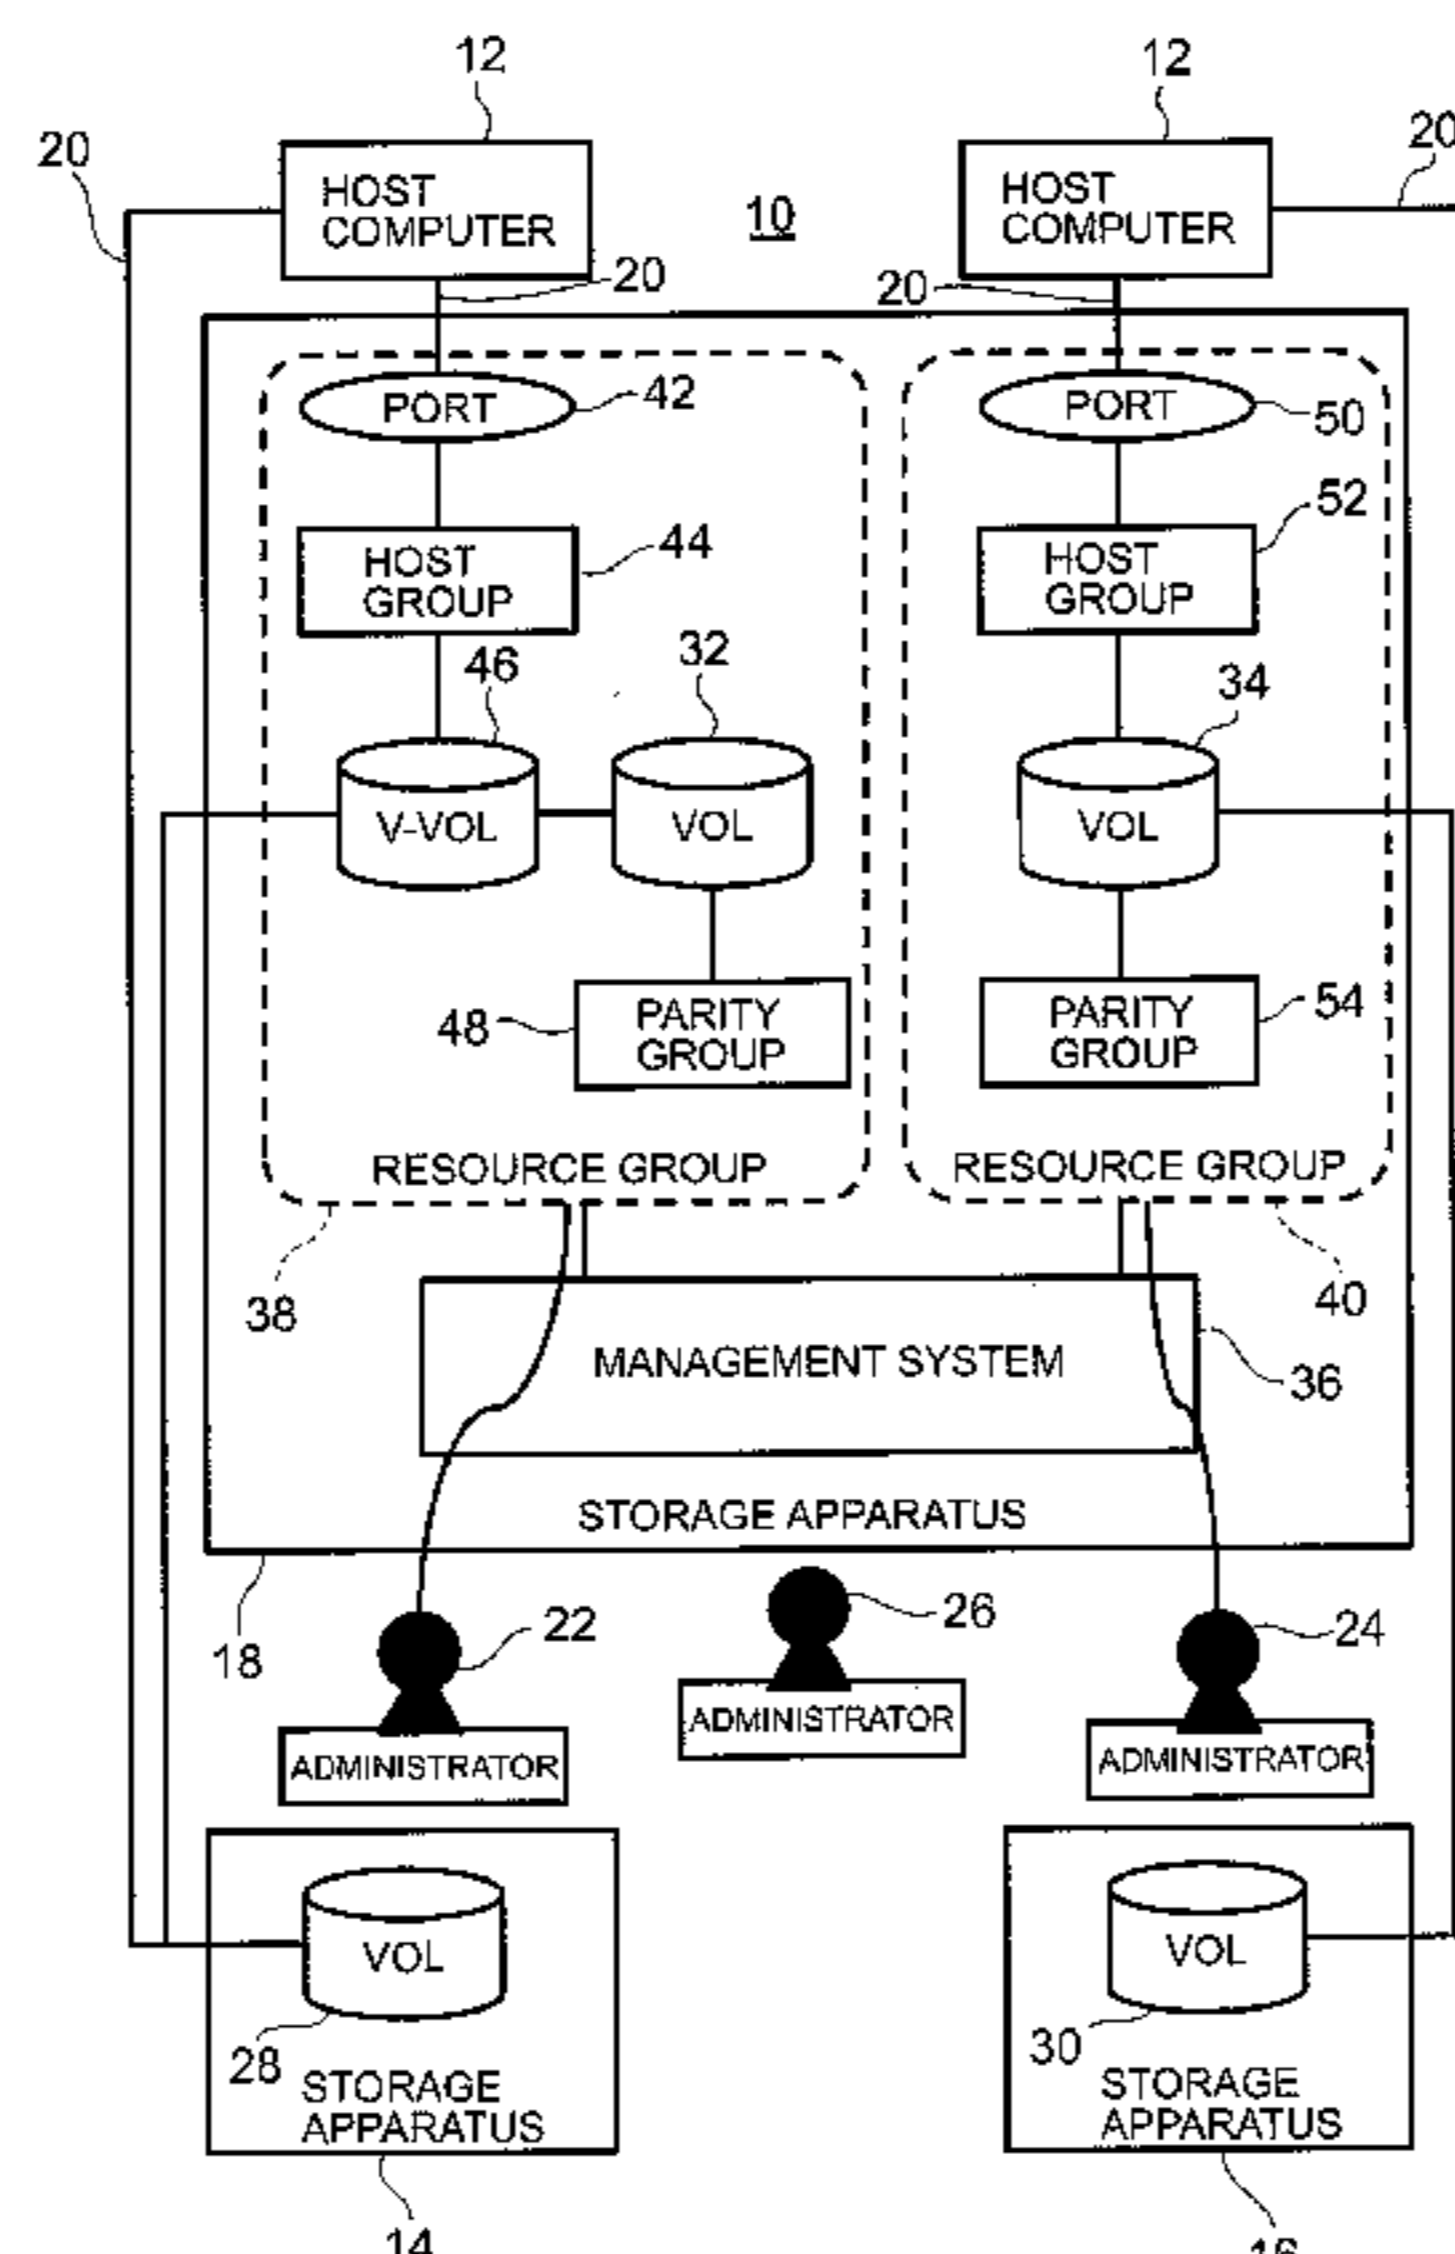 12
12
20
20
HOST
COMPUTER
10
HOST
COMPUTER
20
20
PORT
42
PORT
50
HOST
GROUP
44
HOST
GROUP
52
46
32
34
V-VOL
VOL
VOL
48
PARITY
GROUP
PARITY
GROUP
54
RESOURCE GROUP
RESOURCE GROUP
38
40
MANAGEMENT SYSTEM
36
STORAGE APPARATUS
18
22
26
24
ADMINISTRATOR
ADMINISTRATOR
ADMINISTRATOR
VOL
VOL
28
30
STORAGE
APPARATUS
STORAGE
APPARATUS
14
16